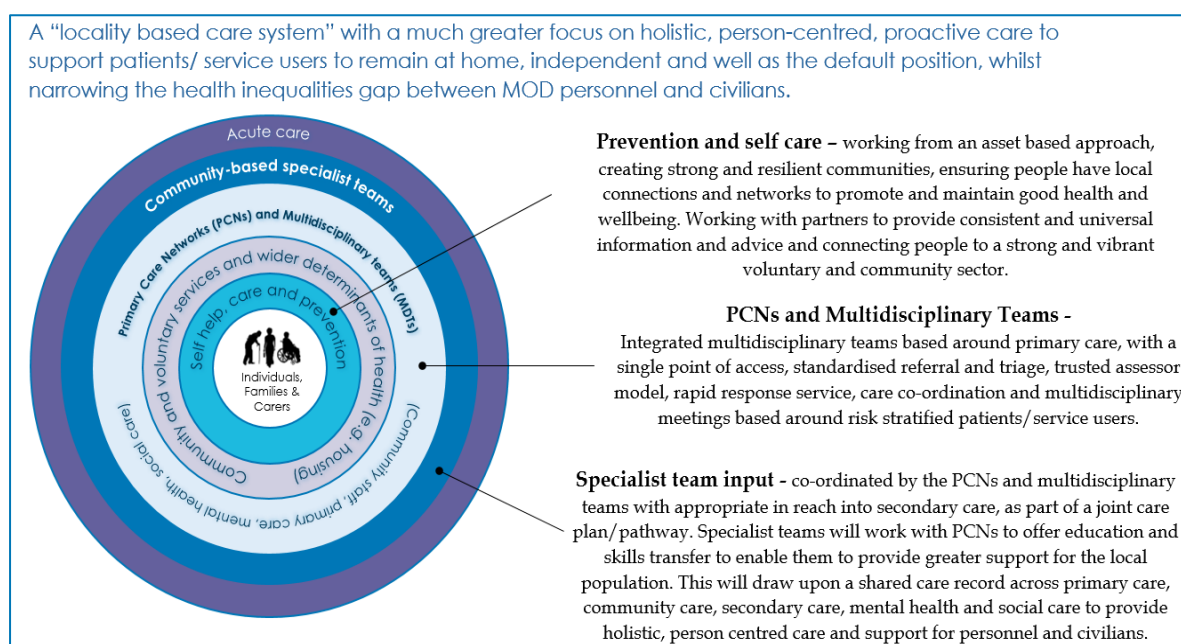 A “locality based care system” with a much greater focus on holistic, person-centred, proactive care to
support patients/ service users to remain at home, independent and well as the default position, whilst
narrowing the health inequalities gap between MOD personnel and civilians.
Acute care
Community-based specialist teams
Primary Care Networks (PCNs) and Multidisciplinary teams (MDTs)
(Community staff, primary care, mental health, social care)
Community and voluntary services and wider determinants of health (e.g. housing)
Self help, care and prevention
Individuals,
Families &
Carers
Prevention and self care – working from an asset based approach,
creating strong and resilient communities, ensuring people have local
connections and networks to promote and maintain good health and
wellbeing. Working with partners to provide consistent and universal
information and advice and connecting people to a strong and vibrant
voluntary and community sector.
PCNs and Multidisciplinary Teams -
Integrated multidisciplinary teams based around primary care, with a
single point of access, standardised referral and triage, trusted assessor
model, rapid response service, care co-ordination and multidisciplinary
meetings based around risk stratified patients/service users.
Specialist team input - co-ordinated by the PCNs and multidisciplinary
teams with appropriate in reach into secondary care, as part of a joint care
plan/pathway. Specialist teams will work with PCNs to offer education and
skills transfer to enable them to provide greater support for the local
population. This will draw upon a shared care record across primary care,
community care, secondary care, mental health and social care to provide
holistic, person centred care and support for personnel and civilians.